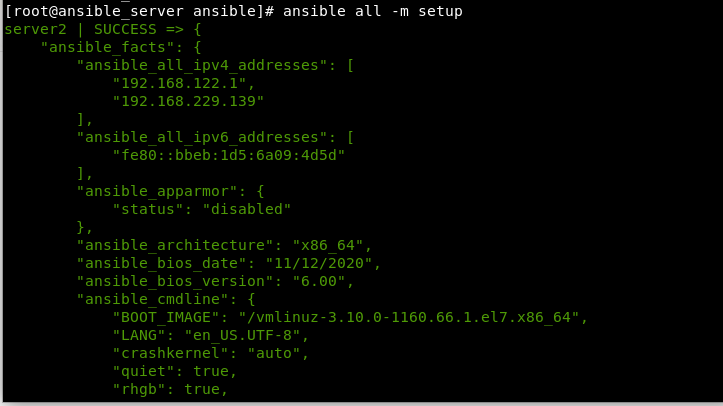 [root@ansible_server ansible]# ansible all -m setup
server2 | SUCCESS => {
    "ansible_facts": {
        "ansible_all_ipv4_addresses": [
            "192.168.122.1",
            "192.168.229.139"
        ],
        "ansible_all_ipv6_addresses": [
            "fe80::bbeb:1d5:6a09:4d5d"
        ],
        "ansible_apparmor": {
            "status": "disabled"
        },
        "ansible_architecture": "x86_64",
        "ansible_bios_date": "11/12/2020",
        "ansible_bios_version": "6.00",
        "ansible_cmdline": {
            "BOOT_IMAGE": "/vmlinuz-3.10.0-1160.66.1.el7.x86_64",
            "LANG": "en_US.UTF-8",
            "crashkernel": "auto",
            "quiet": true,
            "rhgb": true,